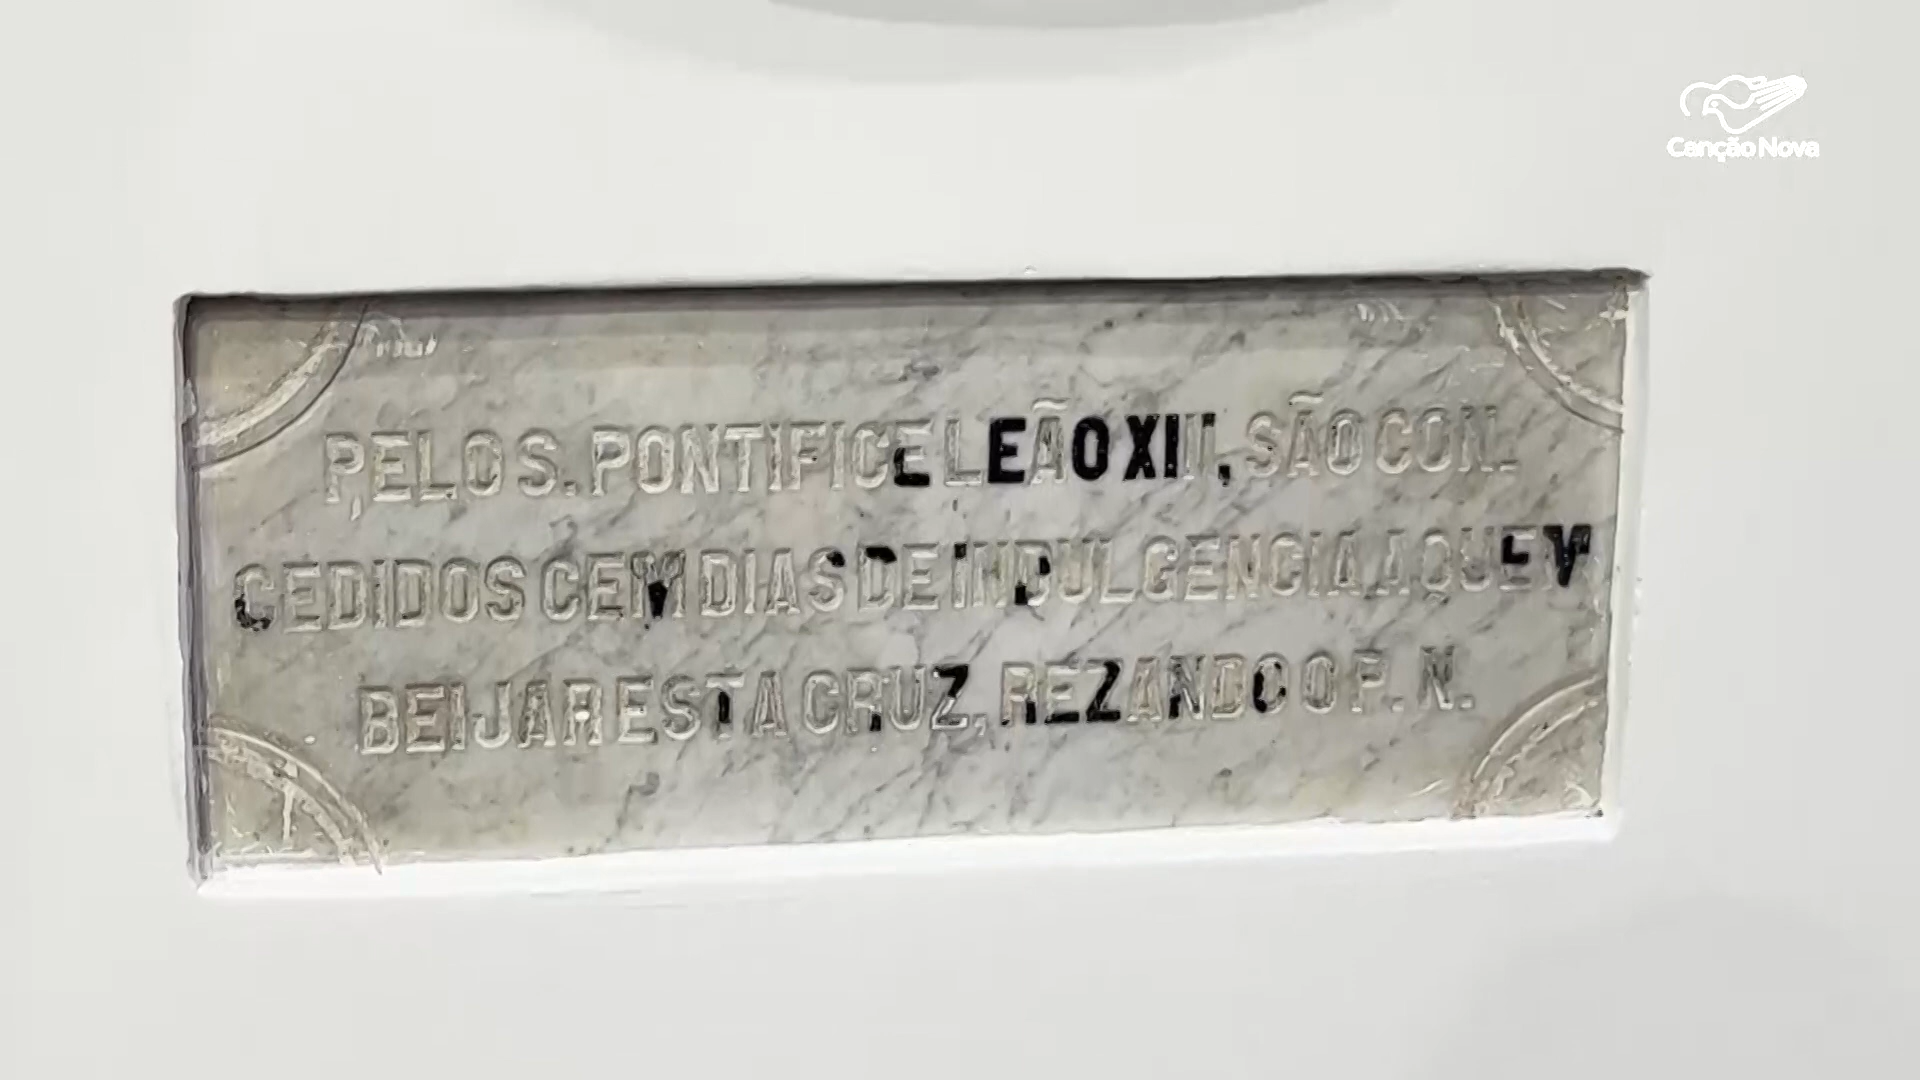 Canção Nova
PELO S. PONTIFICE LEÃO XIII, SÃO CON-
CEDIDOS CEM DIAS DE INDULGENCIA A QUEM
BEIJAR ESTA CRUZ, REZANDO O P. N.